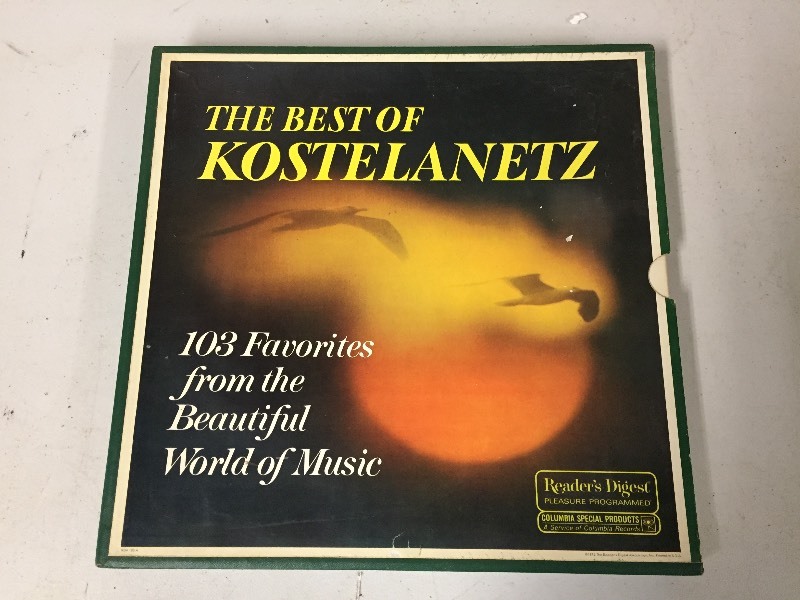 THE BEST OF
KOSTELANETZ
103 Favorites
from the
Beautiful
World of Music
Reader's Digest
PLEASURE PROGRAMMED
COLUMBIA SPECIAL PRODUCTS
A Service of Columbia Records